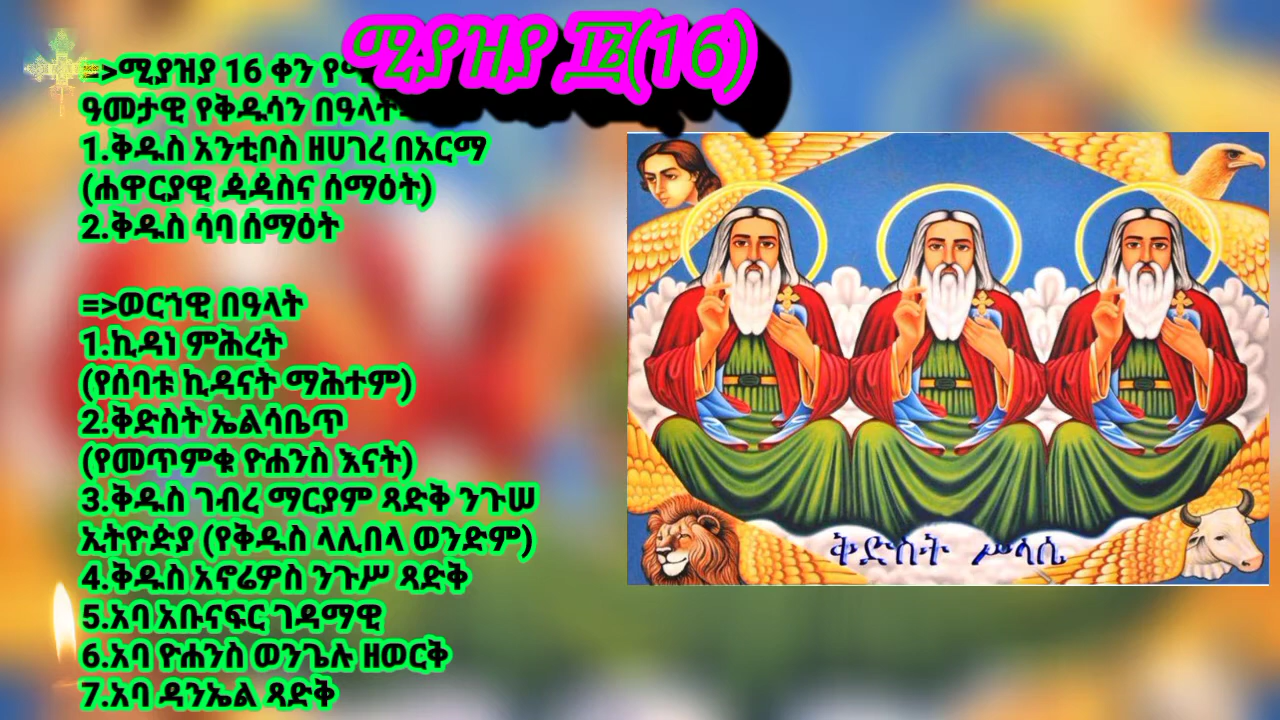 ሚያዝያ ፲፮(16)
=>ሚያዝያ 16 ቀን
ዓመታዊ የቅዱሳን በዓላት
1.ቅዱስ አንቲቦስ ዘሀገረ በአርማ
(ሐዋርያዊ ዻዻስና ሰማዕት)
2.ቅዱስ ሳባ ሰማዕት
=>ወርኀዊ በዓላት
1.ኪዳነ ምሕረት
(የሰባቱ ኪዳናት ማሕተም)
2.ቅድስት ኤልሳቤጥ
(የመጥምቁ ዮሐንስ እናት)
3.ቅዱስ ገብረ ማርያም ጻድቅ ንጉሠ
ኢትዮዽያ (የቅዱስ ላሊበላ ወንድም)
4.ቅዱስ አኖሬዎስ ንጉሥ ጻድቅ
5.አባ አቡናፍር ገዳማዊ
6.አባ ዮሐንስ ወንጌሉ ዘወርቅ
7.አባ ዳንኤል ጻድቅ
ቅድስት ሥላሴ